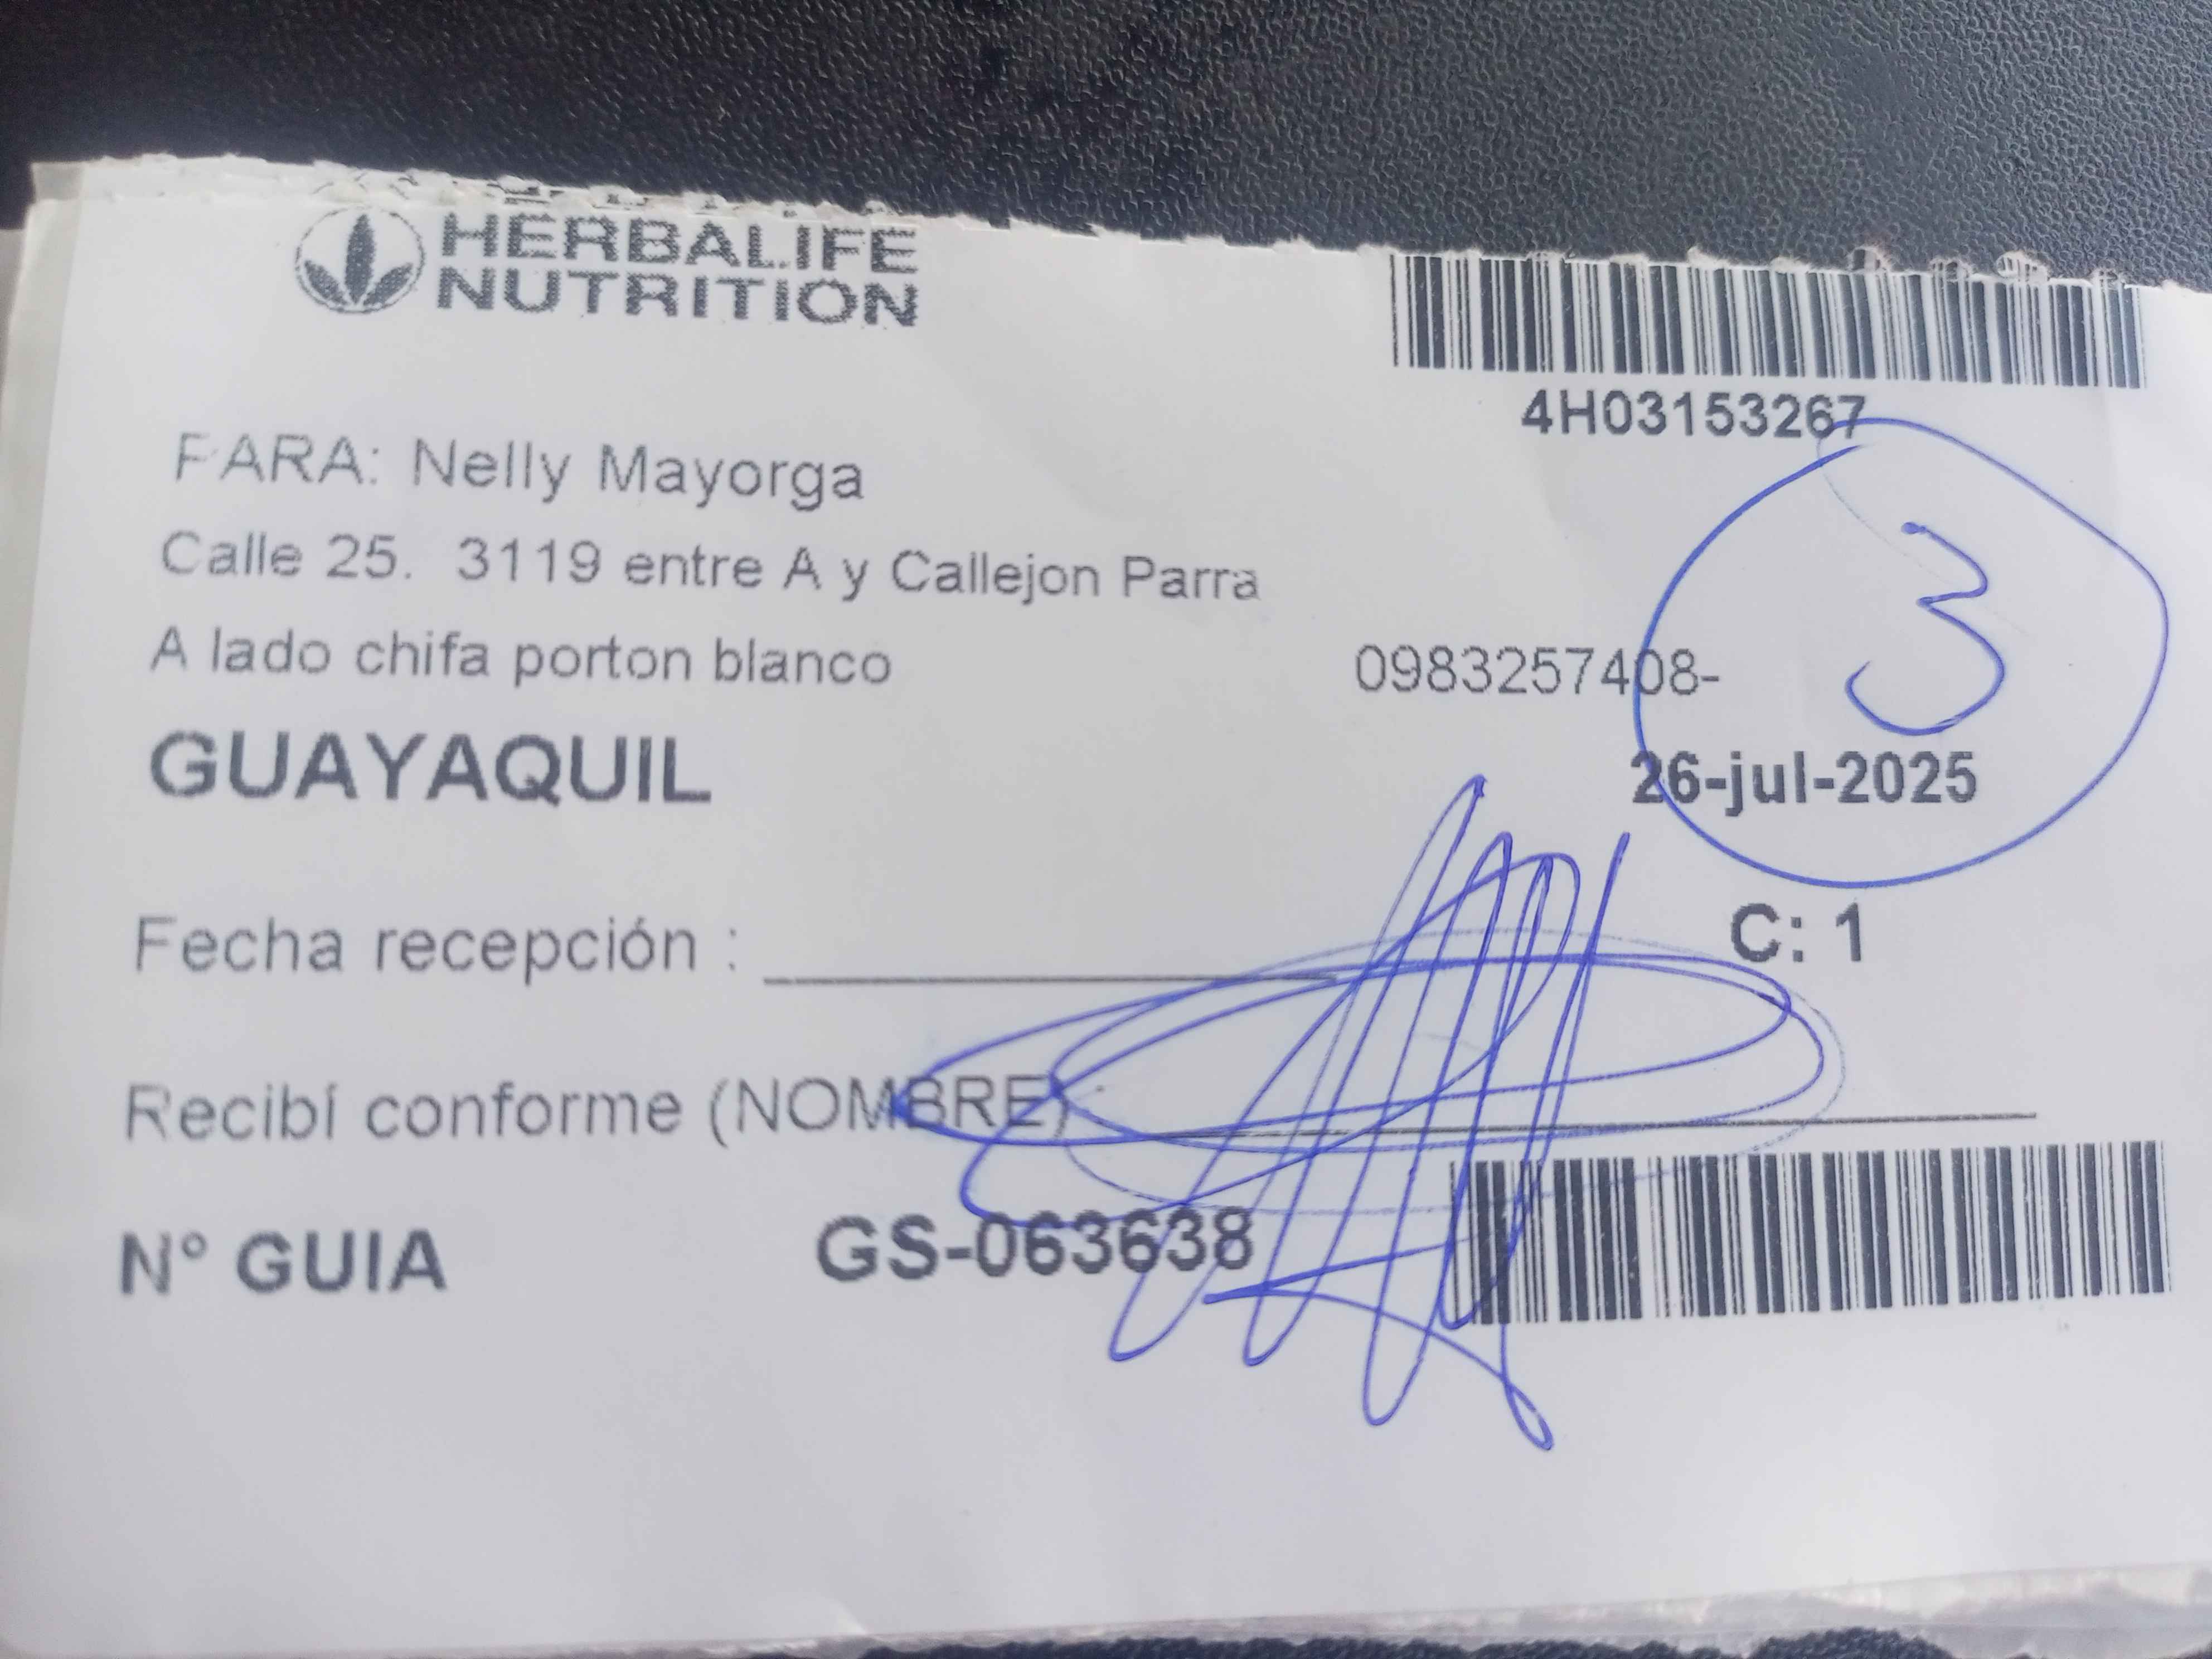 HERBALIFE
NUTRITION
4H03153267
PARA: Nelly Mayorga
Calle 25. 3119 entre A y Callejon Parra
A lado chifa porton blanco 0983257408-
3
GUAYAQUIL 26-jul-2025
Fecha recepción : C: 1
Recibí conforme (NOMBRE)
N° GUIA GS-063638